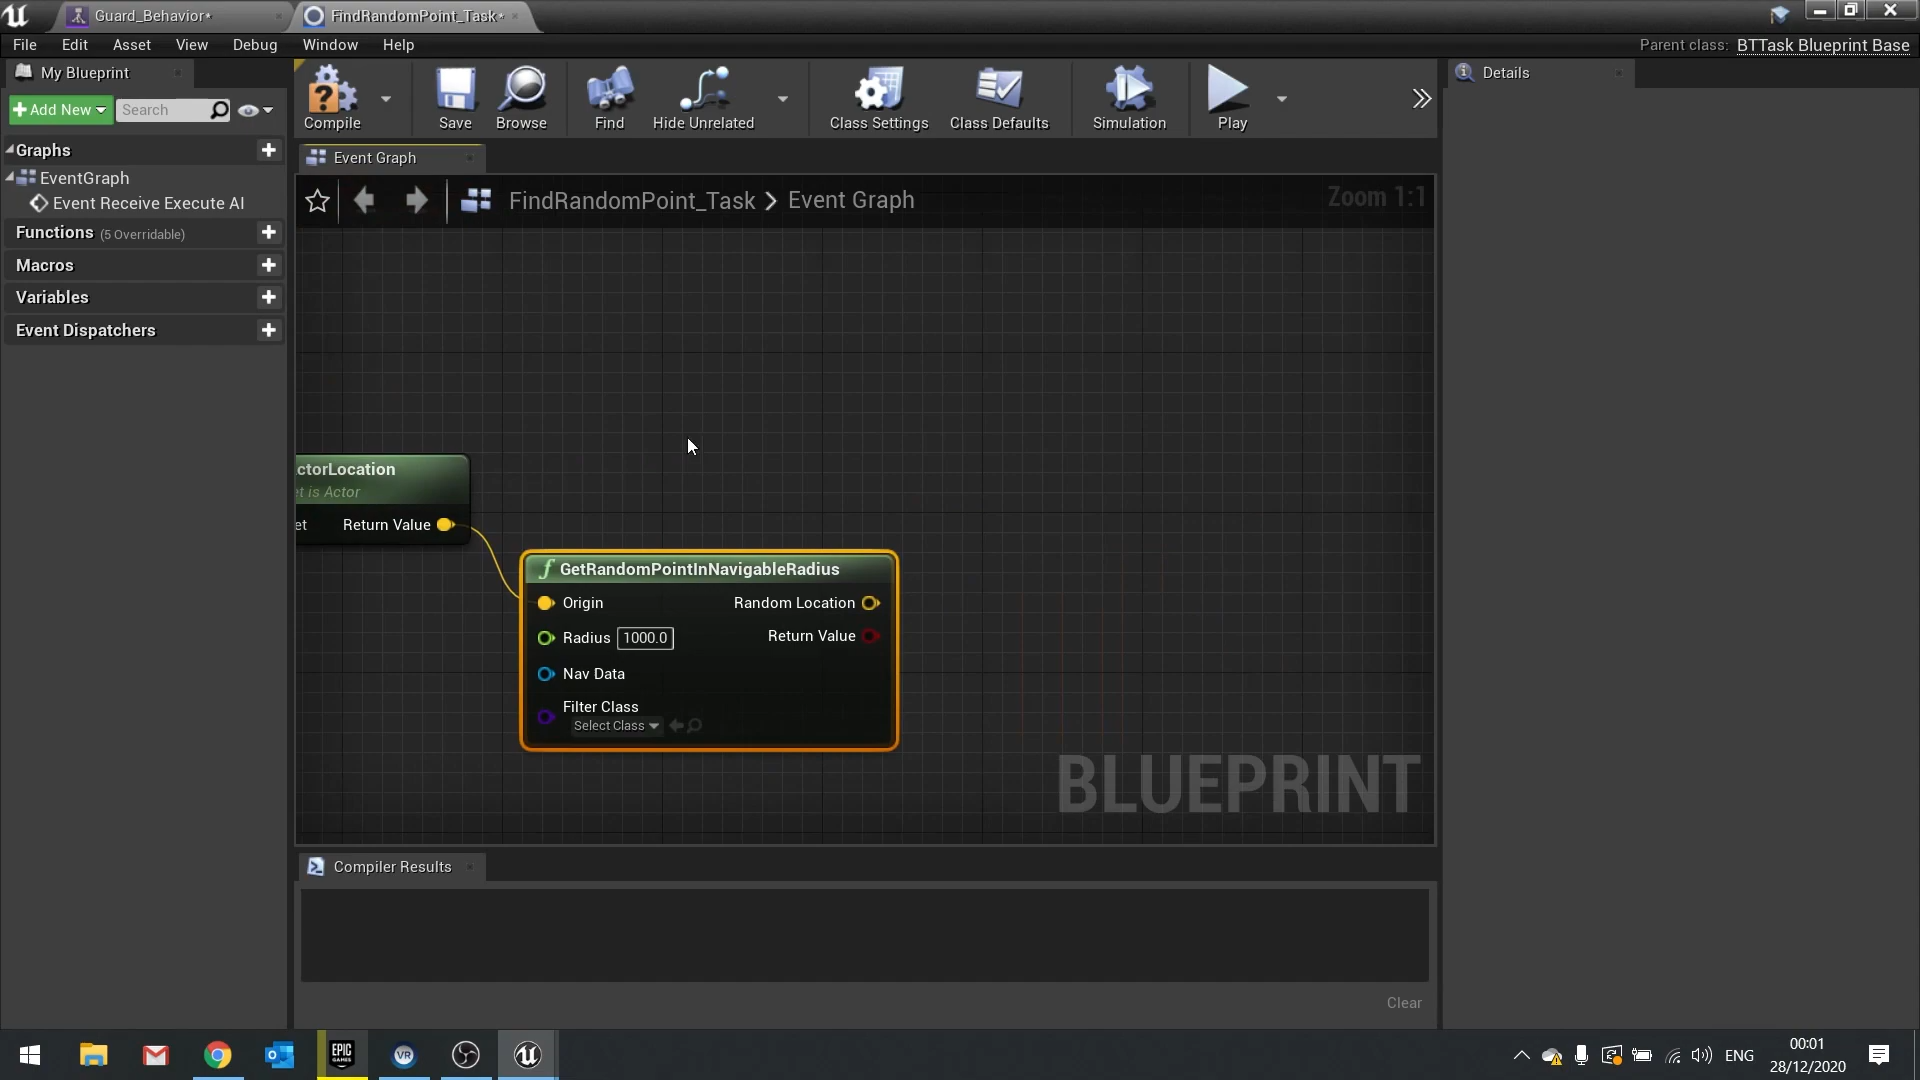 Guard_Behavior*
FindRandomPoint_Task*
File Edit Asset View Debug Window Help
Parent class: BTTask Blueprint Base
My Blueprint
Add New
Search
Graphs
EventGraph
Event Receive Execute AI
Functions (5 Overridable)
Macros
Variables
Event Dispatchers
Compile Save Browse Find Hide Unrelated Class Settings Class Defaults Simulation Play
Details
Event Graph
FindRandomPoint_Task > Event Graph
Zoom 1:1
ctorLocation
et is Actor
et Return Value
GetRandomPointInNavigableRadius
Origin Random Location
Radius 1000.0 Return Value
Nav Data
Filter Class
Select Class
BLUEPRINT
Compiler Results
Clear
EPIC
GAMES
VR
ENG
00:01
28/12/2020